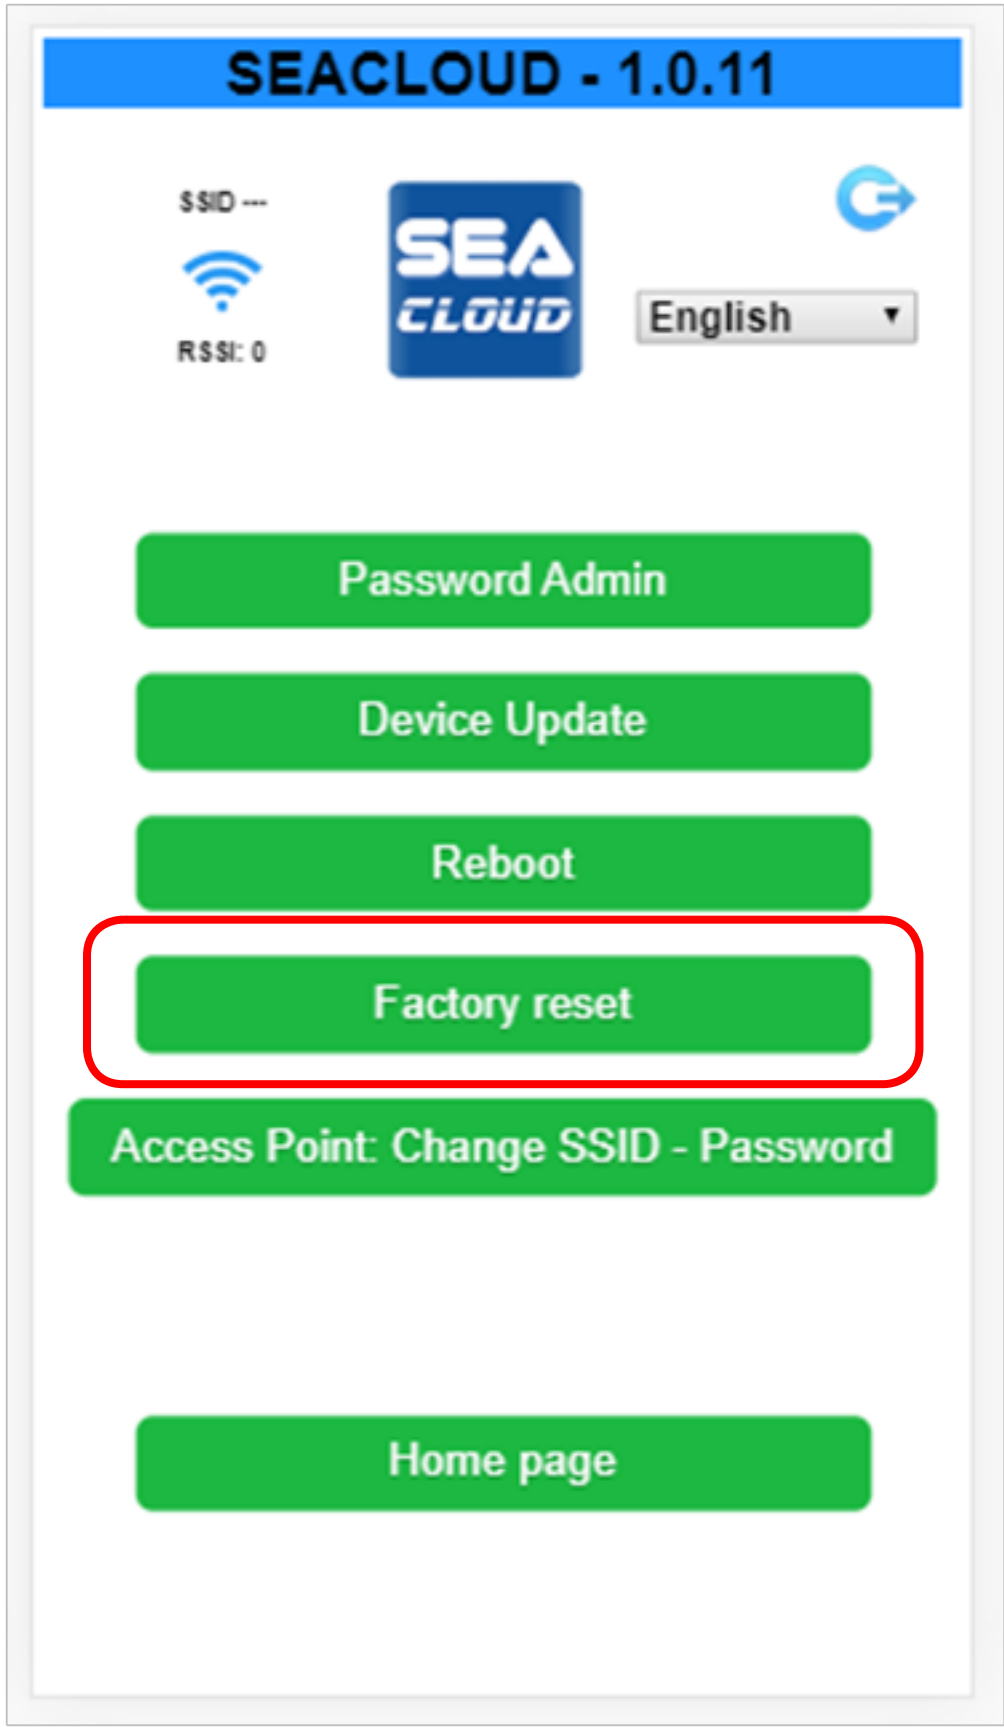 SEACLOUD - 1.0.11
SSID ---
RSSI: 0
SEA
CLOUD
English
Password Admin
Device Update
Reboot
Factory reset
Access Point: Change SSID - Password
Home page